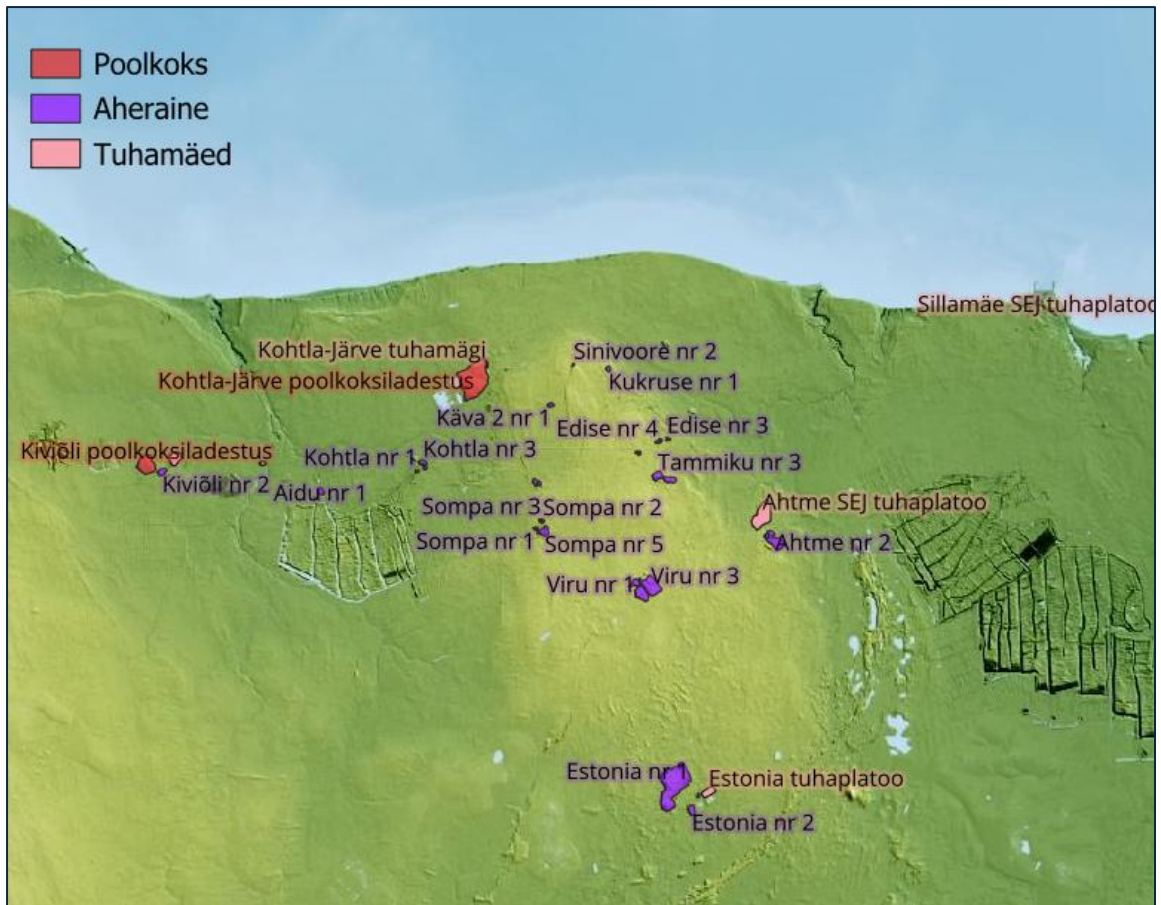 Poolkoks
Aheraine
Tuhamäed
Sillamäe SEJ tuhaplatoo
Kohtla-Järve tuhamägi
Sinivoore nr 2
Kohtla-Järve poolkoksiladestus
Kukruse nr 1
Käva 2 nr 1
Edise nr 4
Edise nr 3
Kiviõli poolkoksiladestus
Kohtla nr 1
Kohtla nr 3
Tammiku nr 3
Kiviõli nr 2
Aidu nr 1
Sompa nr 3
Sompa nr 2
Ahtme SEJ tuhaplatoo
Sompa nr 1
Sompa nr 5
Ahtme nr 2
Viru nr 1
Viru nr 3
Estonia nr 1
Estonia tuhaplatoo
Estonia nr 2